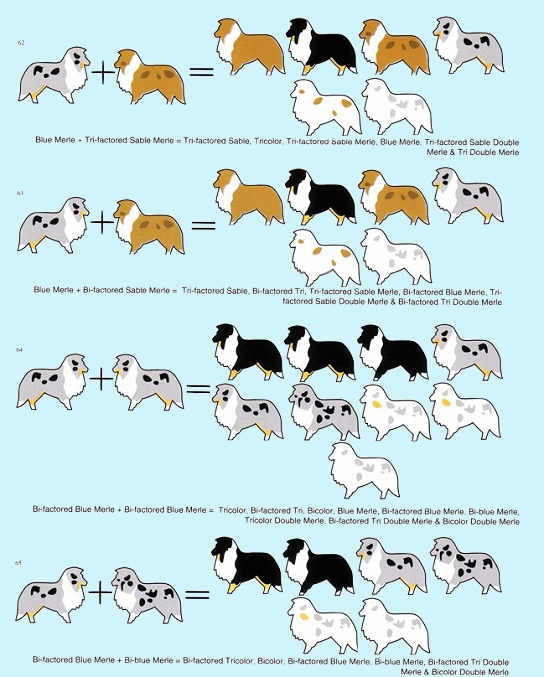 62
Blue Merle + Tri-factored Sable Merle = Tri-factored Sable, Tricolor, Tri-factored Sable Merle, Blue Merle, Tri-factored Sable Double
Merle & Tri Double Merle
63
Blue Merle + Bi-factored Sable Merle = Tri-factored Sable, Bi-factored Tri, Tri-factored Sable Merle, Bi-factored Blue Merle, Tri-
factored Sable Double Merle & Bi-factored Tri Double Merle
64
Bi-factored Blue Merle + Bi-factored Blue Merle = Tricolor, Bi-factored Tri, Bicolor, Blue Merle, Bi-factored Blue Merle, Bi-blue Merle,
Tricolor Double Merle, Bi-factored Tri Double Merle & Bicolor Double Merle
65
Bi-factored Blue Merle + Bi-blue Merle = Bi-factored Tricolor, Bicolor, Bi-factored Blue Merle, Bi-blue Merle, Bi-factored Tri Double
Merle & Bicolor Double Merle